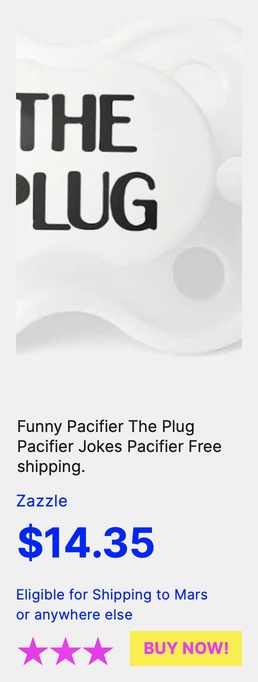 THE
PLUG
Funny Pacifier The Plug
Pacifier Jokes Pacifier Free
shipping.
Zazzle
$14.35
Eligible for Shipping to Mars
or anywhere else
BUY NOW!